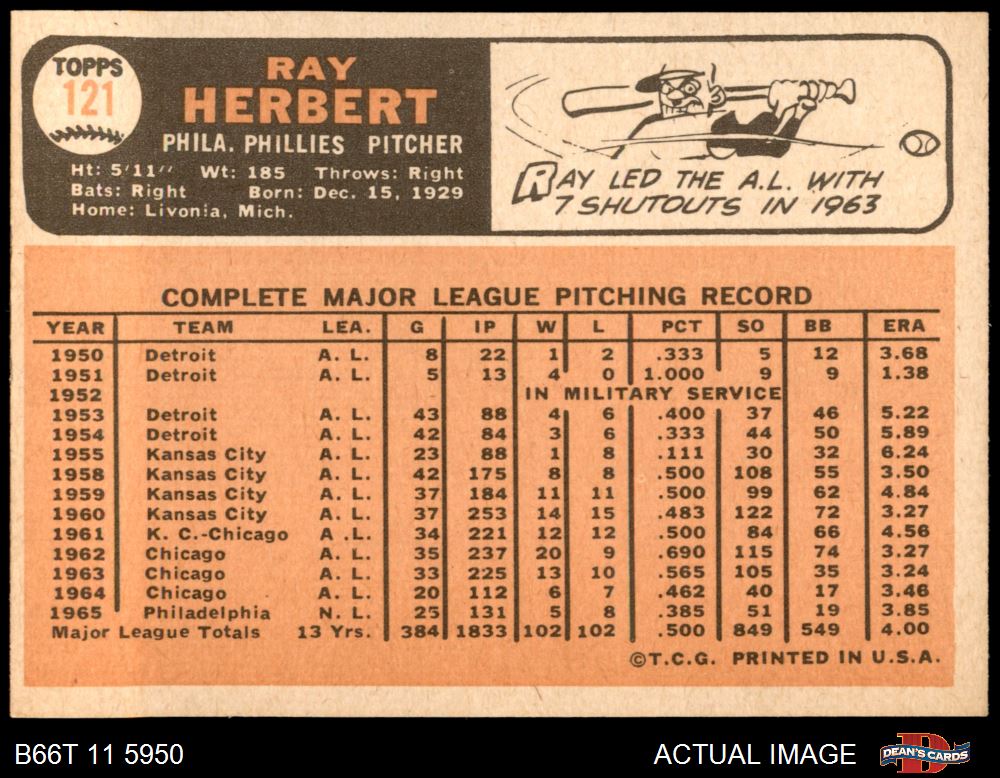 TOPPS
121
RAY
HERBERT
PHILA. PHILLIES PITCHER
Ht: 5'11" Wt: 185 Throws: Right
Bats: Right Born: Dec. 15, 1929
Home: Livonia, Mich.
RAY LED THE A.L. WITH
7 SHUTOUTS IN 1963
COMPLETE MAJOR LEAGUE PITCHING RECORD
YEAR TEAM LEA. G IP W L PCT SO BB ERA
1950 Detroit A. L. 8 22 1 2 .333 5 12 3.68
1951 Detroit A. L. 5 13 4 0 1.000 9 9 1.38
1952 IN MILITARY SERVICE
1953 Detroit A. L. 43 88 4 6 .400 37 46 5.22
1954 Detroit A. L. 42 84 3 6 .333 44 50 5.89
1955 Kansas City A. L. 23 88 1 8 .111 30 32 6.24
1958 Kansas City A. L. 42 175 8 8 .500 108 55 3.50
1959 Kansas City A. L. 37 184 11 11 .500 99 62 4.84
1960 Kansas City A. L. 37 253 14 15 .483 122 72 3.27
1961 K. C.-Chicago A .L. 34 221 12 12 .500 84 66 4.56
1962 Chicago A. L. 35 237 20 9 .690 115 74 3.27
1963 Chicago A. L. 33 225 13 10 .565 105 35 3.24
1964 Chicago A. L. 20 112 6 7 .462 40 17 3.46
1965 Philadelphia N. L. 25 131 5 8 .385 51 19 3.85
Major League Totals 13 Yrs. 384 1833 102 102 .500 849 549 4.00
©T.C.G. PRINTED IN U.S.A.
B66T 11 5950 ACTUAL IMAGE DEAN'S CARDS